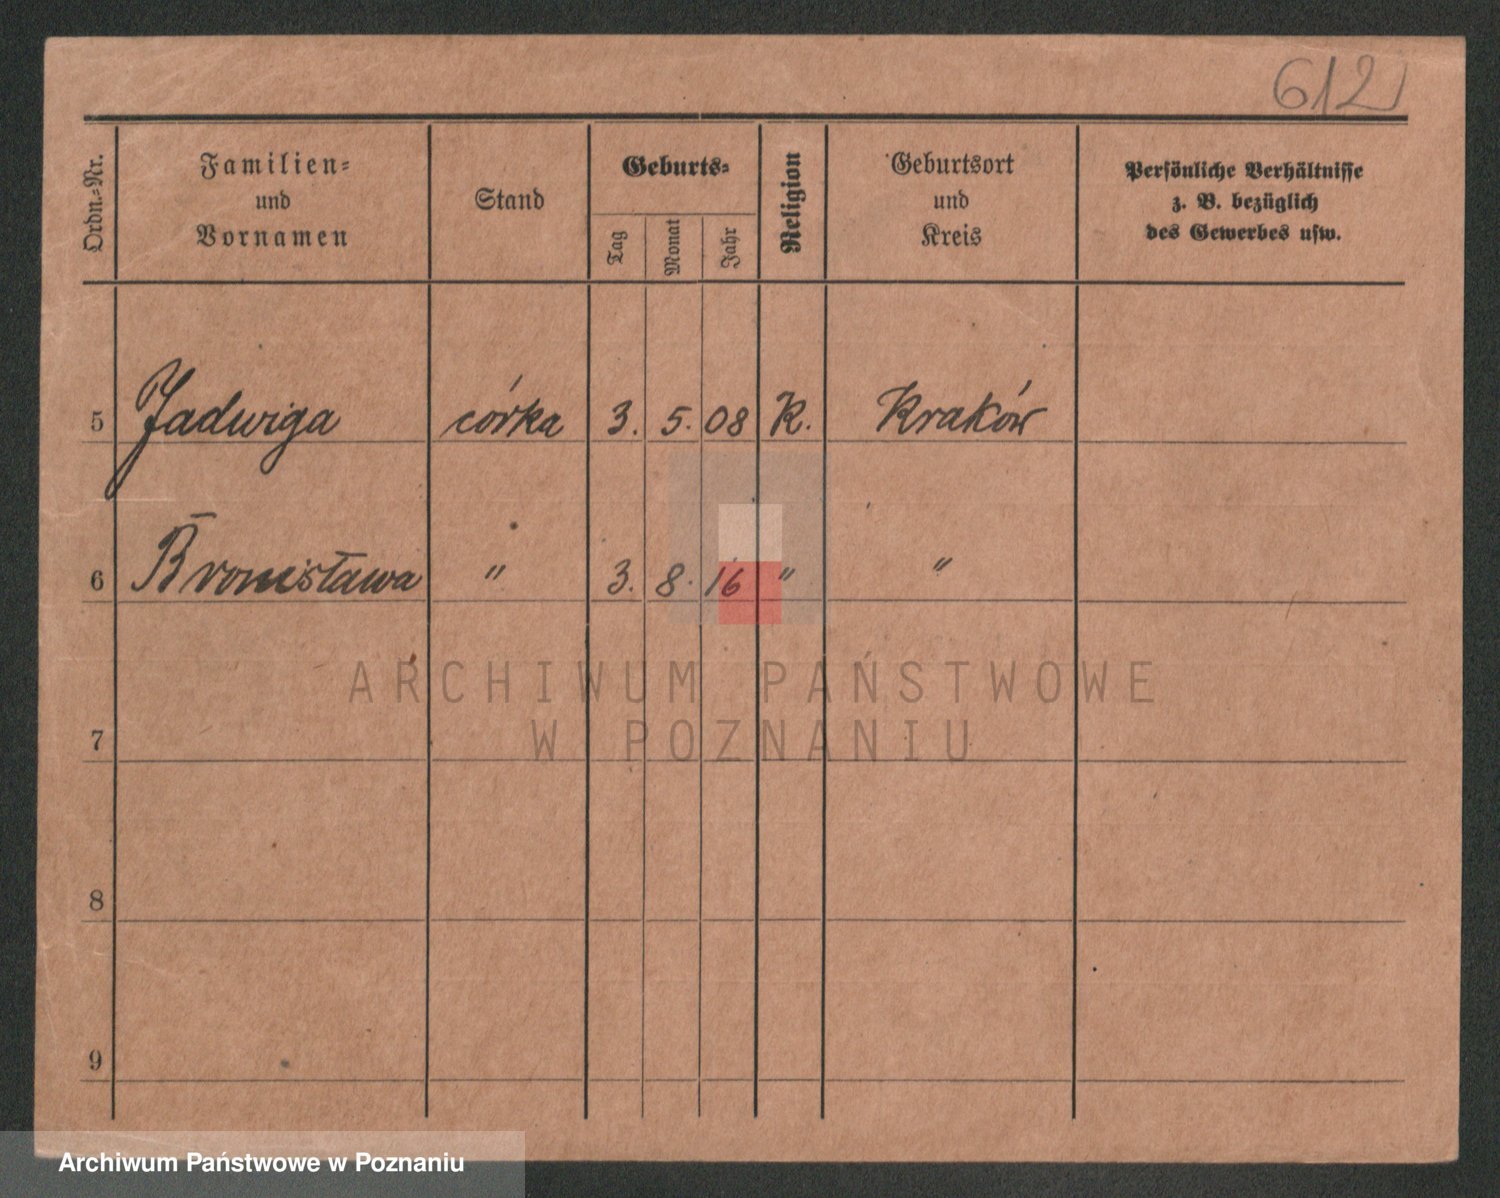 612
Ordn.-Nr.
Familien-
und
Vornamen
Stand
Geburts-
Tag
Monat
Jahr
Religion
Geburtsort
und
Kreis
Persönliche Verhältnisse
z. B. bezüglich
des Gewerbes usw.
5 Jadwiga córka 3. 5. 08 K. Kraków
6 Bronisława " 3. 8. 16 " "
ARCHIWUM PAŃSTWOWE
W POZNANIU
7
8
9
Archiwum Państwowe w Poznaniu